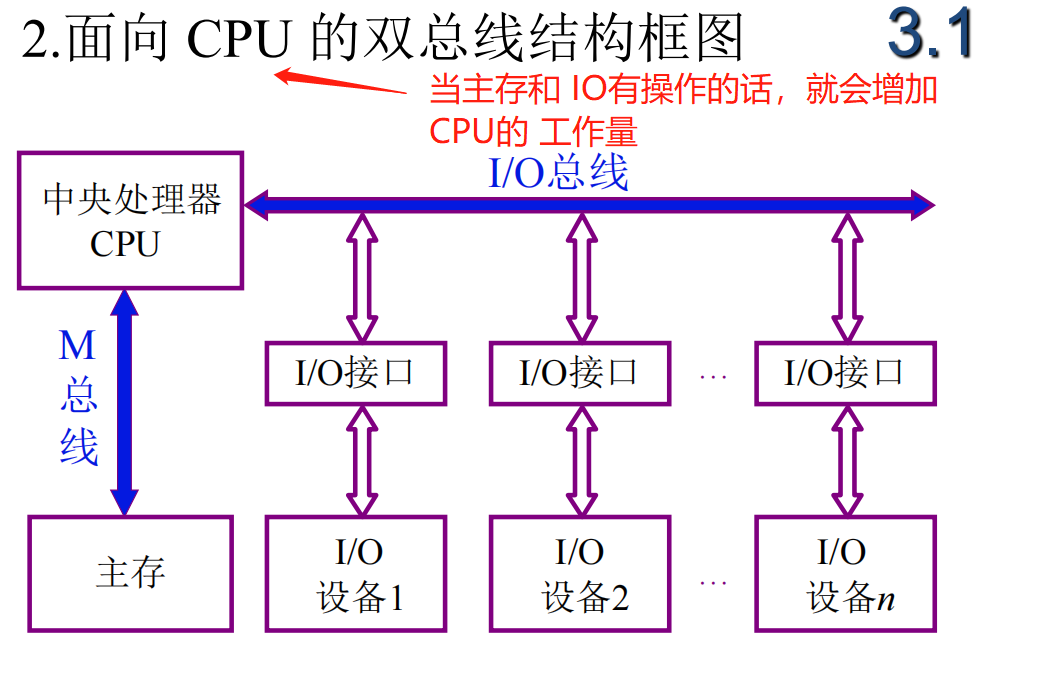 2.面向 CPU 的双总线结构框图
3.1
当主存和 IO有操作的话，就会增加
CPU的 工作量
I/O总线
中央处理器
CPU
M
总
线
I/O接口
I/O接口
…
I/O接口
主存
I/O
设备1
I/O
设备2
…
I/O
设备n